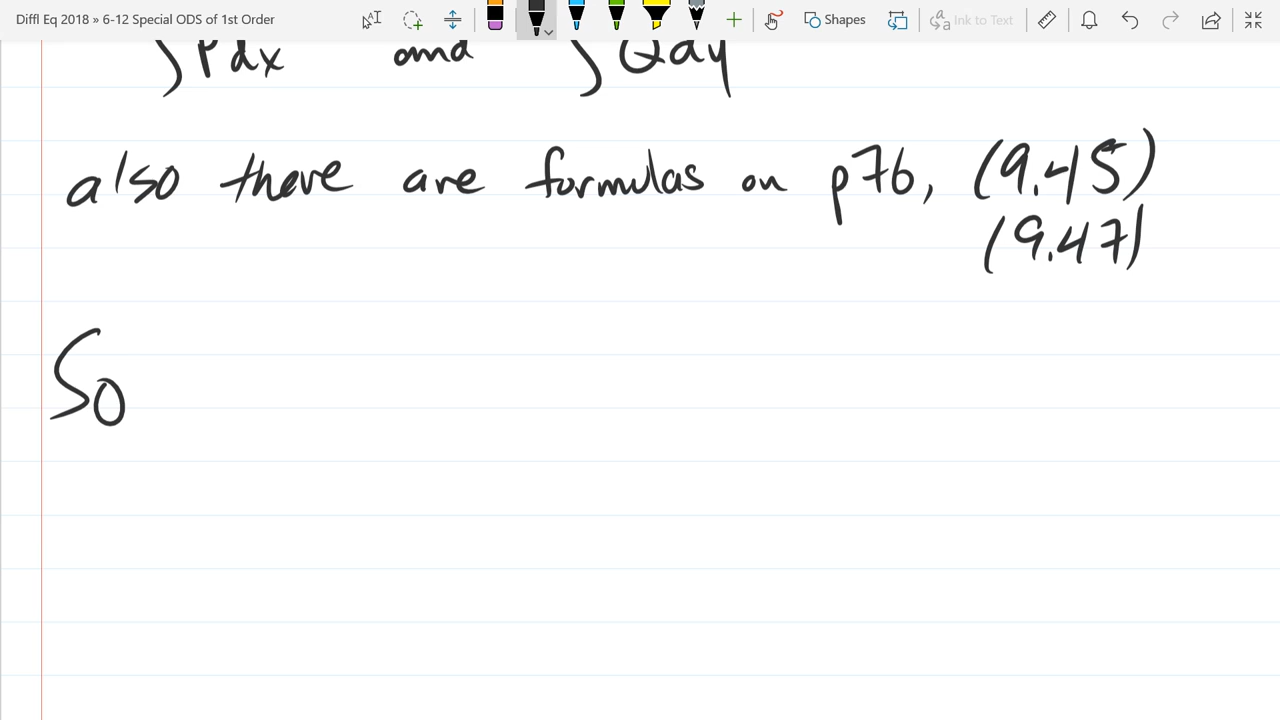 Diffl Eq 2018 » 6-12 Special ODS of 1st Order
Shapes
Ink to Text
∫Pdx and ∫Qdy
also there are formulas on p76, (9.45)
(9.47)
So